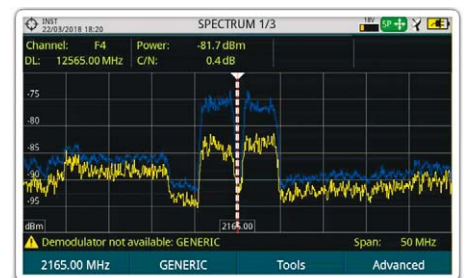 INST
22/03/2018 18:20
SPECTRUM 1/3
18V
SP
Channel: F4 Power: -81.7 dBm
DL: 12565.00 MHz C/N: 0.4 dB
-75
-80
-85
-90
-95
dBm
2165.00
Demodulator not available: GENERIC Span: 50 MHz
2165.00 MHz GENERIC Tools Advanced